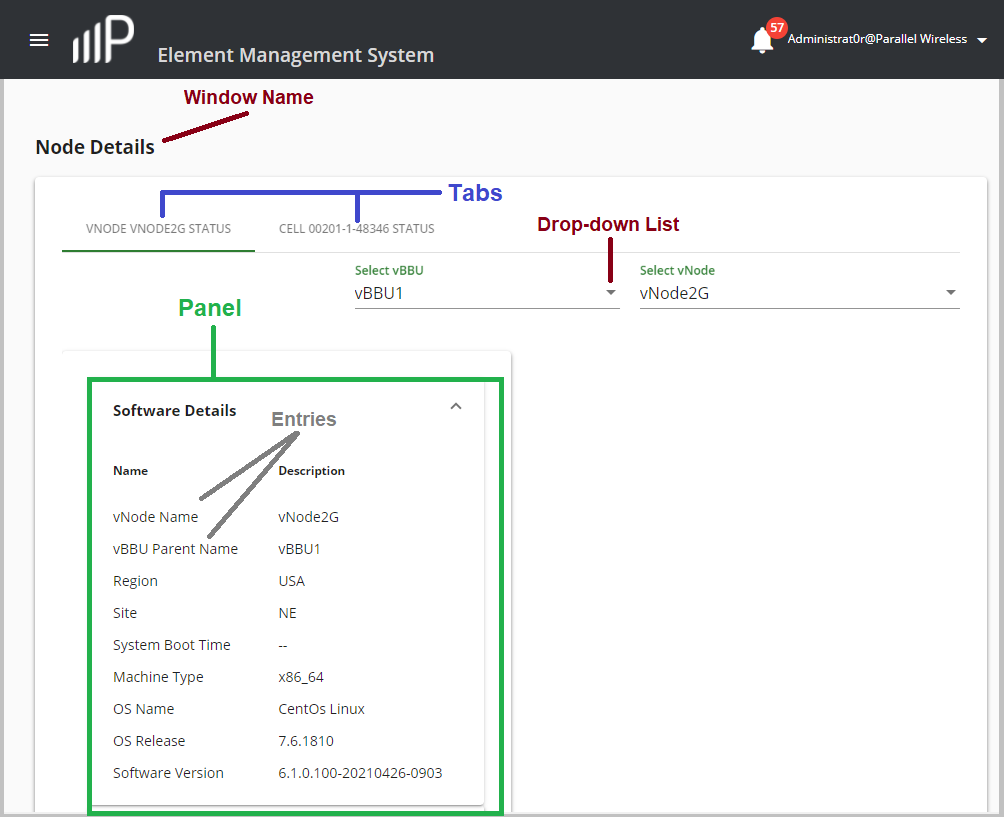 57
Administrat0r@Parallel Wireless
P
Element Management System
Window Name
Node Details
Tabs
VNODE VNODE2G STATUS CELL 00201-1-48346 STATUS
Drop-down List
Select vBBU Select vNode
vBBU1 vNode2G
Panel
Software Details
Entries
Name Description
vNode Name vNode2G
vBBU Parent Name vBBU1
Region USA
Site NE
System Boot Time --
Machine Type x86_64
OS Name CentOs Linux
OS Release 7.6.1810
Software Version 6.1.0.100-20210426-0903